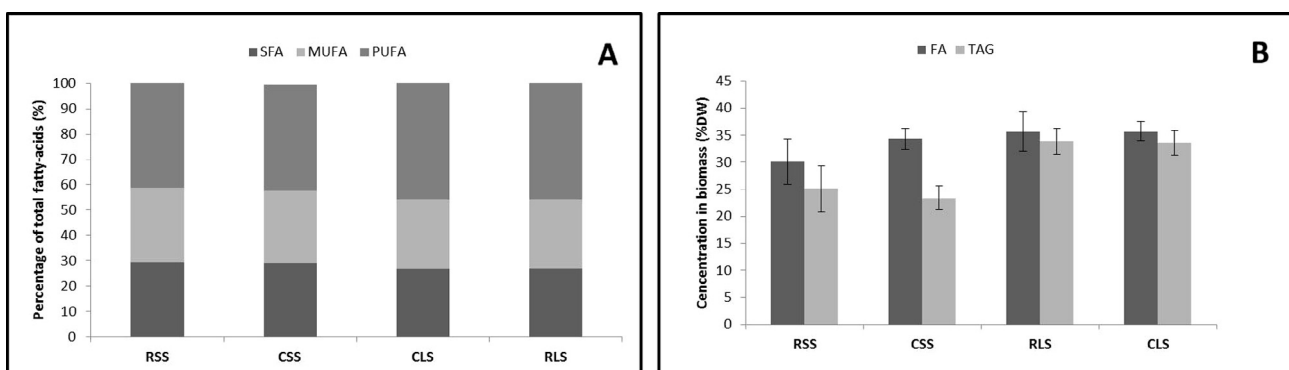 SFA MUFA PUFA
A
Percentage of total fatty-acids (%)
100
90
80
70
60
50
40
30
20
10
0
RSS CSS CLS RLS
FA TAG
B
Cencentration in biomass (%DW)
45
40
35
30
25
20
15
10
5
0
RSS CSS RLS CLS